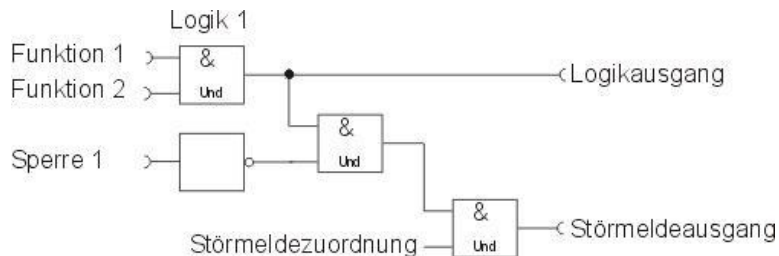 Logik 1
Funktion 1
&
Und
Funktion 2
Logikausgang
&
Und
Sperre 1
&
Und
Störmeldeausgang
Störmeldezuordnung